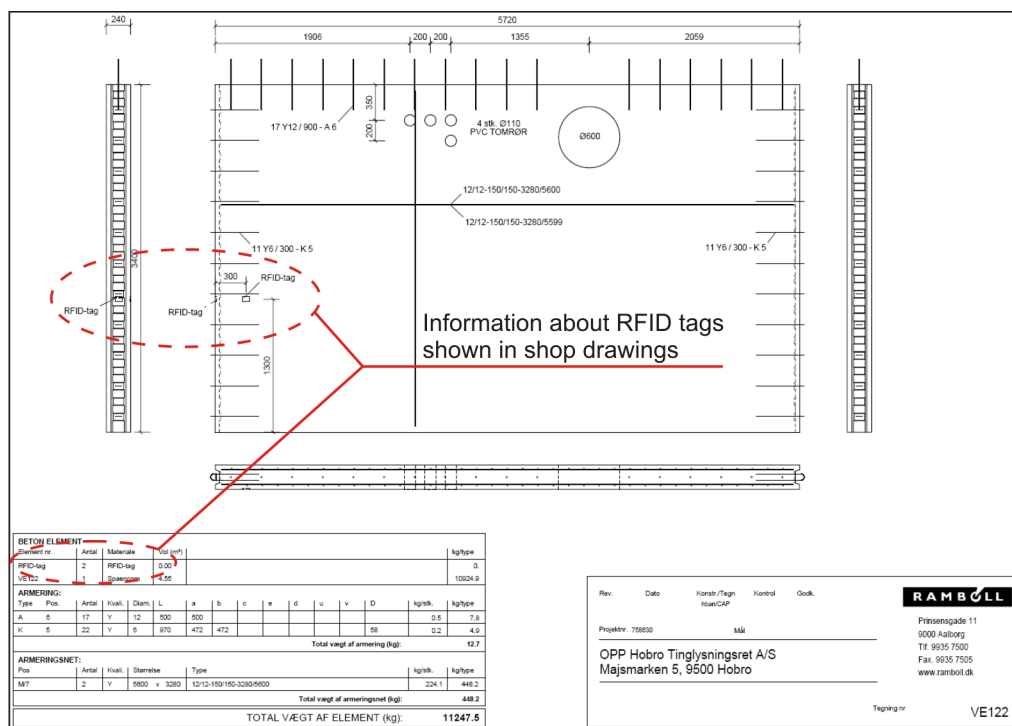 240
5720
1906
200
200
1355
2059
350
200
17 Y12 / 900 - A 6
4 stk. Ø110
PVC TOMRØR
Ø600
12/12-150/150-3280/5600
12/12-150/150-3280/5599
11 Y6 / 300 - K 5
11 Y6 / 300 - K 5
3400
300
RFID-tag
RFID-tag
RFID-tag
1300
Information about RFID tags
shown in shop drawings
BETON ELEMENT
Element nr. Antal Materiale Vol (m³) kg/type
RFID-tag 2 RFID-tag 0.00 0.
VE122 1 Spaencom 4.55 10924.9
ARMERING:
Type Pos. Antal Kvali. Diam. L a b c e d u v D kg/stk. kg/type
A 6 17 Y 12 500 500 0.5 7.8
K 5 22 Y 6 970 472 472 58 0.2 4.9
Total vægt af armering (kg): 12.7
ARMERINGSNET:
Pos Antal Kvali. Størrelse Type kg/stk. kg/type
M/7 2 Y 5600 x 3280 12/12-150/150-3280/5600 224.1 448.2
Total vægt af armeringsnet (kg): 448.2
TOTAL VÆGT AF ELEMENT (kg): 11247.5
Rev. Dato Konstr./Tegn Kontrol Godk.
hban/CAP
Projektnr. 758630 Mål
OPP Hobro Tinglysningsret A/S
Majsmarken 5, 9500 Hobro
RAMBOLL
Prinsensgade 11
9000 Aalborg
Tlf. 9935 7500
Fax. 9935 7505
www.ramboll.dk
Tegning nr VE122